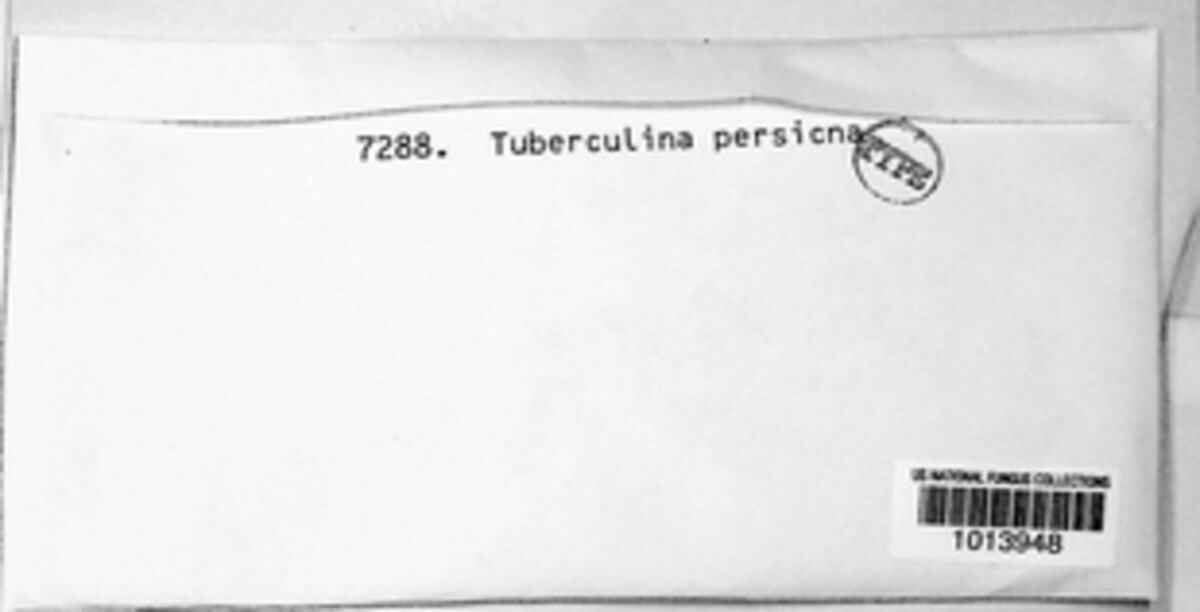 7288. Tuberculina persicna
TYPE
US NATIONAL FUNGUS COLLECTIONS
1013948